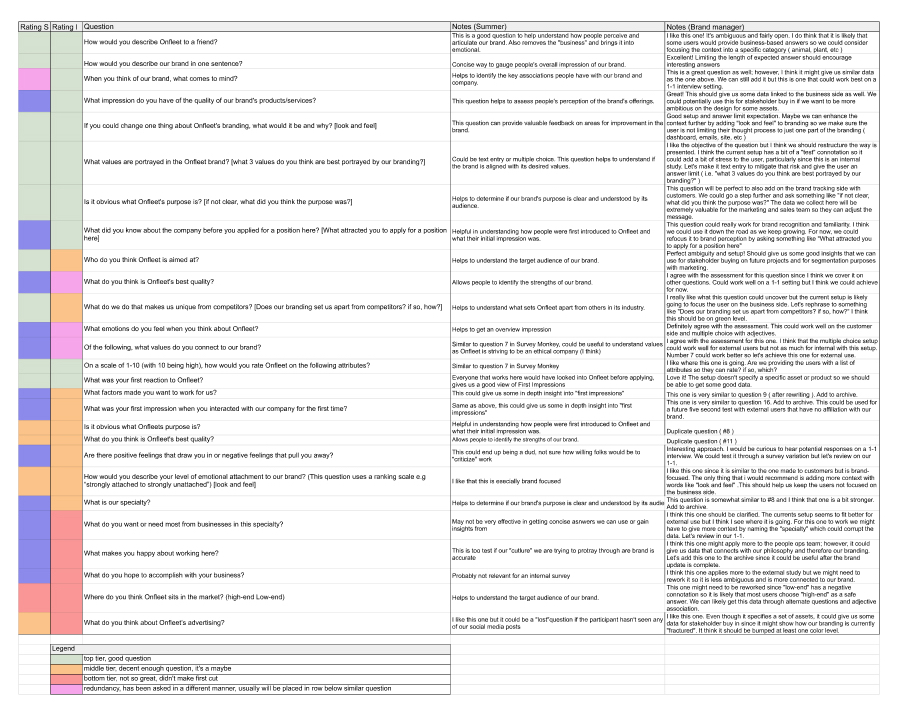 Rating S Rating I Question Notes (Summer) Notes (Brand manager)
How would you describe Onfleet to a friend?
This is a good question to help understand how people perceive and
articulate our brand. Also removes the "business" and brings it into
emotional.
I like this one! It's ambiguous and fairly open. I do think that it is likely that
some users would provide business-based answers so we could consider
focusing the context into a specific category ( animal, plant, etc )
How would you describe our brand in one sentence?
Concise way to gauge people's overall impression of our brand.
Excellent! Limiting the length of expected answer should encourage
interesting answers
When you think of our brand, what comes to mind?
Helps to identify the key associations people have with our brand and
company.
This is a great question as well; however, I think it might give us similar data
as the one above. We can still add it but this is one that could work best on a
1-1 interview setting.
What impression do you have of the quality of our brand's products/services?
This question helps to assess people's perception of the brand's offerings.
Great! This should give us some data linked to the business side as well. We
could potentially use this for stakeholder buy in if we want to be more
ambitious on the design for some assets.
If you could change one thing about Onfleet's branding, what would it be and why? [look and feel]
This question can provide valuable feedback on areas for improvement in the
brand.
Good setup and answer limit expectation. Maybe we can enhance the
context further by adding "look and feel" to branding so we make sure the
user is not limiting their thought process to just one part of the branding (
dashboard, emails, site, etc )
What values are portrayed in the Onfleet brand? [what 3 values do you think are best portrayed by our branding?]
Could be text entry or multiple choice. This question helps to understand if
the brand is aligned with its desired values.
I like the objective of the question but I think we should restructure the way is
presented. I think the current setup has a bit of a "test" connotation so it
could add a bit of stress to the user, particularly since this is an internal
study. Let's make it text entry to mitigate that risk and give the user an
answer limit ( i.e. "what 3 values do you think are best portrayed by our
branding?" )
Is it obvious what Onfleet's purpose is? [if not clear, what did you think the purpose was?]
Helps to determine if our brand's purpose is clear and understood by its
audience.
This question will be perfect to also add on the brand tracking side with
customers. We could go a step further and ask something like "if not clear,
what did you think the purpose was?" The data we collect here will be
extremely valuable for the marketing and sales team so they can adjust the
message.
What did you know about the company before you applied for a position here? [What attracted you to apply for a position
here]
Helpful in understanding how people were first introduced to Onfleet and
what their initial impression was.
This question could really work for brand recognition and familiarity. I think
we could use it down the road as we keep growing. For now, we could
refocus it to brand perception by asking something like "What attracted you
to apply for a position here"
Who do you think Onfleet is aimed at?
Helps to understand the target audience of our brand.
Perfect ambiguity and setup! Should give us some good insights that we can
use for stakeholder buying on future projects and for segmentation purposes
with marketing.
What do you think is Onfleet's best quality?
Allows people to identify the strengths of our brand.
I agree with the assessment for this question since I think we cover it on
other questions. Could work well on a 1-1 setting but I think we could achieve
for now.
What do we do that makes us unique from competitors? [Does our branding set us apart from competitors? if so, how?]
Helps to understand what sets Onfleet apart from others in its industry.
I really like what this question could uncover but the current setup is likely
going to focus the user on the business side. Let's rephrase to something
like "Does our branding set us apart from competitors? if so, how?" I think
this should be on green level.
What emotions do you feel when you think about Onfleet?
Helps to get an overview impression
Definitely agree with the assessment. This could work well on the customer
side and multiple choice with adjectives.
Of the following, what values do you connect to our brand?
Similar to question 7 in Survey Monkey, could be useful to understand values
as Onfleet is striving to be an ethical company (I think)
I agree with the assessment for this one. I think that the multiple choice setup
could work wall for external users but not as much for internal with this setup.
Number 7 could work better so let's achieve this one for external use.
On a scale of 1-10 (with 10 being high), how would you rate Onfleet on the following attributes?
Similar to question 7 in Survey Monkey
I like where this one is going. Are we providing the users with a list of
attributes so they can rate? if so, which?
What was your first reaction to Onfleet?
Everyone that works here would have looked into Onfleet before applying,
gives us a good view of First Impressions
Love it! The setup doesn't specify a specific asset or product so we should
be able to get some good data.
What factors made you want to work for us?
This could give us some in depth insight into "first impressions"
This one is very similar to question 9 ( after rewriting ). Add to archive.
What was your first impression when you interacted with our company for the first time?
Same as above, this could give us some in depth insight into "first
impressions"
This one is very similar to question 16. Add to archive. This could be used for
a future five second test with external users that have no affiliation with our
brand.
Is it obvious what Onfleets purpose is?
Helpful in understanding how people were first introduced to Onfleet and
what their initial impression was.
Duplicate question ( #8 )
What do you think is Onfleet's best quality?
Allows people to identify the strengths of our brand.
Duplicate question ( #11 )
Are there positive feelings that draw you in or negative feelings that pull you away?
This could end up being a dud, not sure how willing folks would be to
"criticize" work
Interesting approach. I would be curious to hear potential responses on a 1-1
interview. We could test it through a survey variation but let's review on our
1-1.
How would you describe your level of emotional attachment to our brand? (This question uses a ranking scale e.g
"strongly attached to strongly unattached") [look and feel]
I like that this is esecially brand focused
I like this one since it is similar to the one made to customers but is brand-
focused. The only thing that i would recommend is adding more context with
words like "look and feel" .This should help us keep the users not focused on
the business side.
What is our specialty?
Helps to determine if our brand's purpose is clear and understood by its audie
This question is somewhat similar to #8 and I think that one is a bit stronger.
Add to archive
What do you want or need most from businesses in this specialty?
May not be very effective in getting concise answers we can use or gain
insights from
I think this one should be clarified. The currents setup seems to fit better for
external use but I think I see where it is going. For this one to work we might
have to give more context by naming the "specialty" which could corrupt the
data. Let's review in our 1-1.
What makes you happy about working here?
This is too test if our "culture" we are trying to protray through are brand is
accurate
I think this one might apply more to the people ops team; however, it could
give us data that connects with our philosophy and therefore our branding.
Let's add this one to the archive since it could be useful after the brand
update is complete.
What do you hope to accomplish with your business?
Probably not relevant for an internal survey
I think this one applies more to the external study but we might need to
rework it so it is less ambiguous and is more connected to our brand.
Where do you think Onfleet sits in the market? (high-end Low-end)
Helps to understand the target audience of our brand.
This one might need to be reworked since "low-end" has a negative
connotation so it is likely that most users choose "high-end" as a safe
answer. We can likely get this data through alternate questions and adjective
association.
What do you think about Onfleet's advertising?
I like this one but it could be a "lost"question if the participant hasn't seen any
of our social media posts
I like this one. Even though it specifies a set of assets, it could give us some
data for stakeholder buy in since it might show how our branding is currently
"fractured". It think it should be bumped at least one color level.
Legend
top tier, good question
middle tier, decent enough question, it's a maybe
bottom tier, not so great, didn't make first cut
redundancy, has been asked in a different manner, usually will be placed in row below similar question